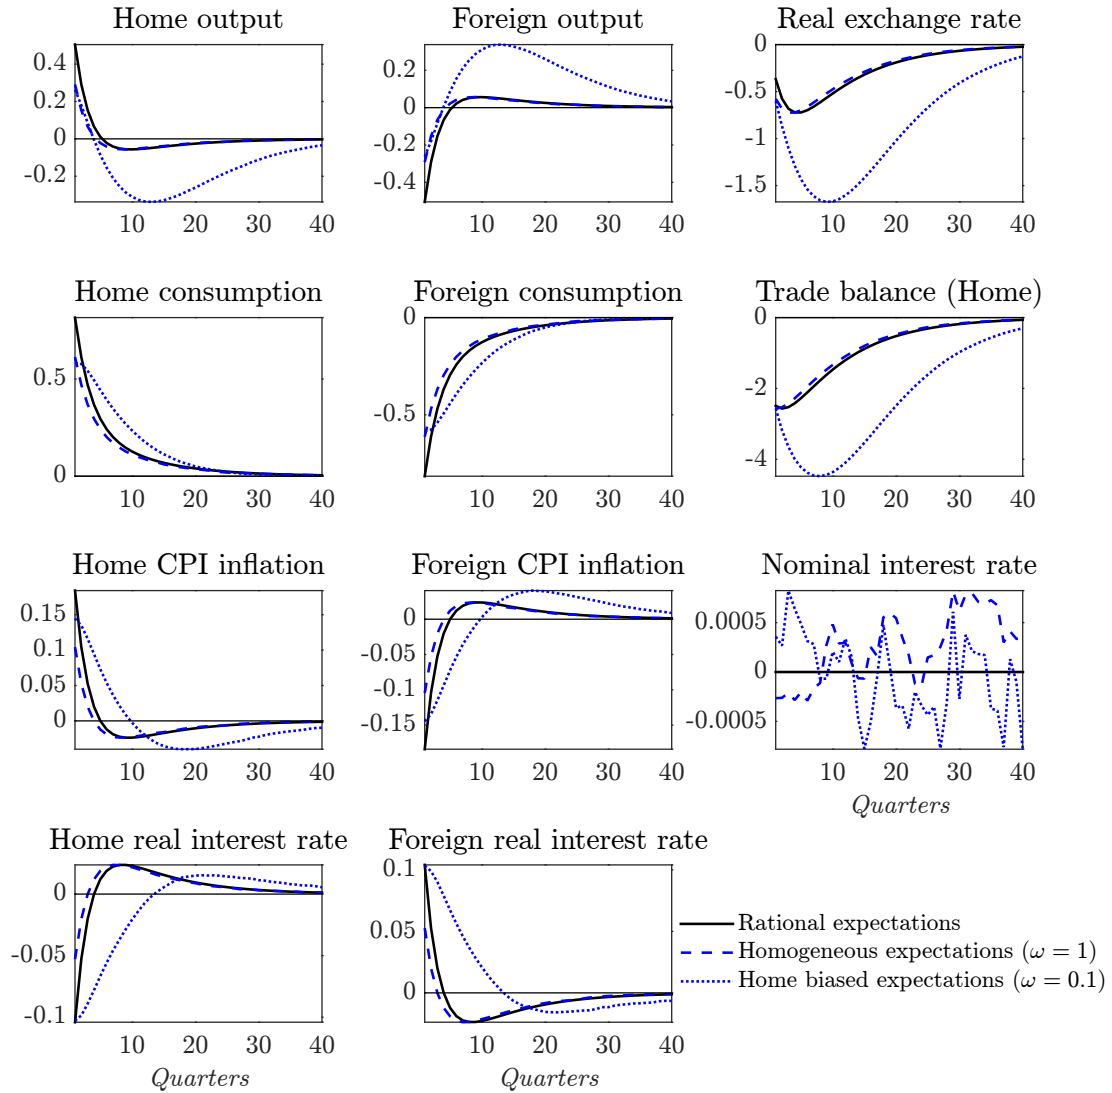 Home output
Foreign output
Real exchange rate
0.4
0.2
0
-0.2
10 20 30 40
0.2
0
-0.2
-0.4
10 20 30 40
0
-0.5
-1
-1.5
10 20 30 40
Home consumption
Foreign consumption
Trade balance (Home)
0.5
0
10 20 30 40
0
-0.5
10 20 30 40
0
-2
-4
10 20 30 40
Home CPI inflation
Foreign CPI inflation
Nominal interest rate
0.15
0.1
0.05
0
10 20 30 40
0
-0.05
-0.1
-0.15
10 20 30 40
0.0005
0
-0.0005
10 20 30 40
Quarters
Home real interest rate
Foreign real interest rate
0
-0.05
-0.1
10 20 30 40
Quarters
0.1
0.05
0
10 20 30 40
Quarters
Rational expectations
Homogeneous expectations (ω = 1)
Home biased expectations (ω = 0.1)